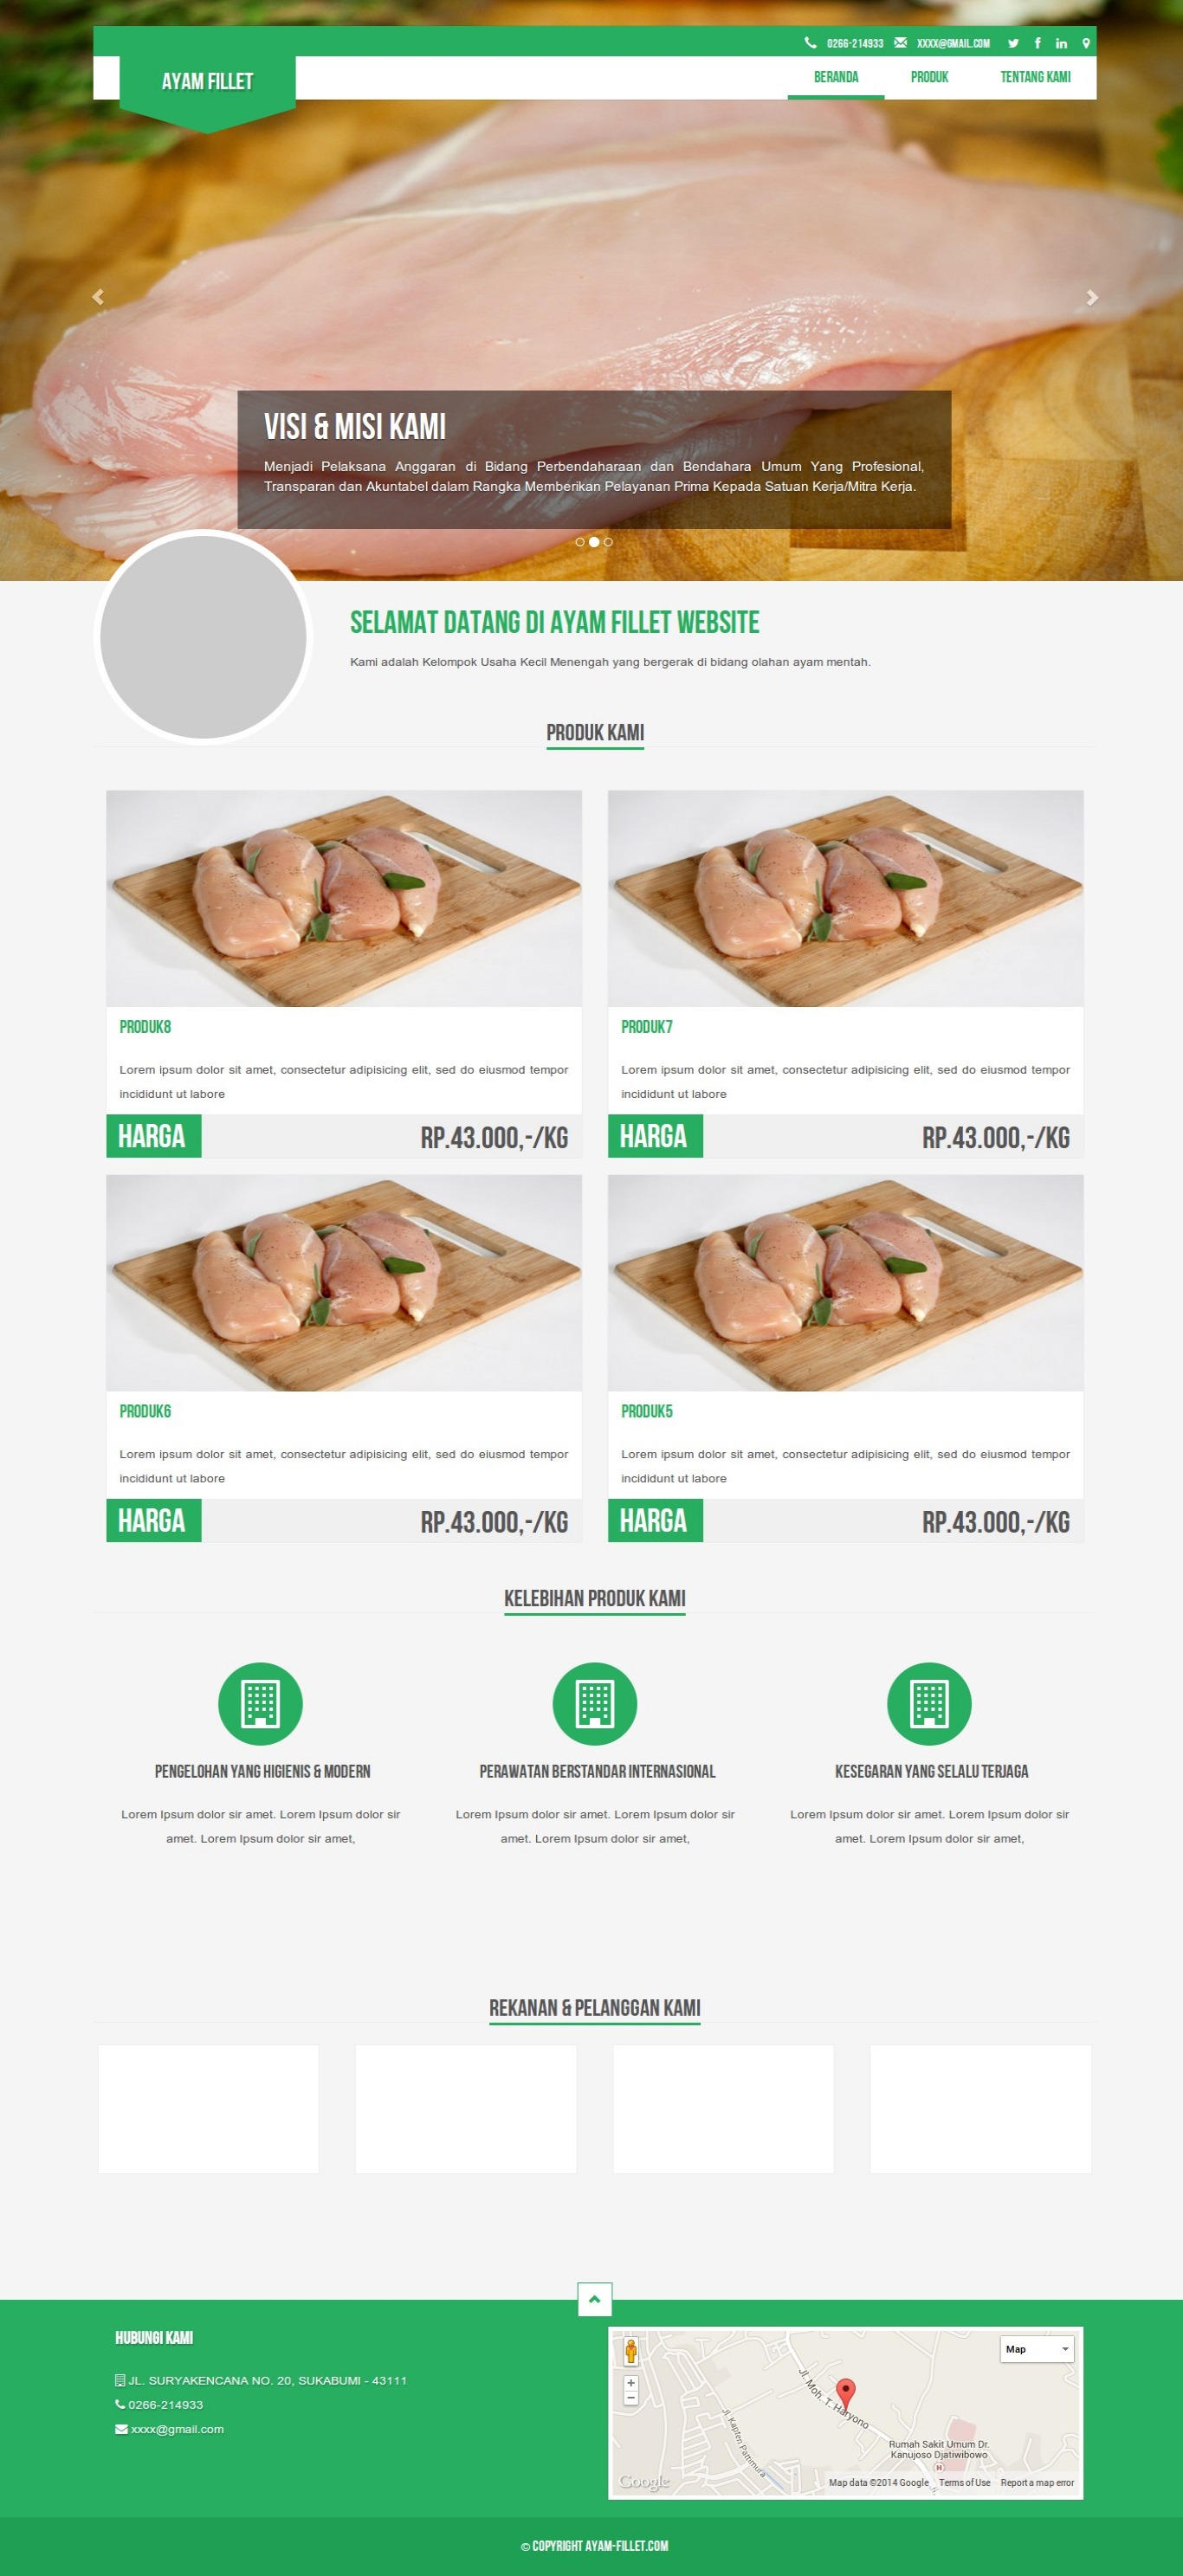 0266-214933 XXXX@GMAIL.COM
AYAM FILLET
BERANDA PRODUK TENTANG KAMI
VISI & MISI KAMI
Menjadi Pelaksana Anggaran di Bidang Perbendaharaan dan Bendahara Umum Yang Profesional,
Transparan dan Akuntabel dalam Rangka Memberikan Pelayanan Prima Kepada Satuan Kerja/Mitra Kerja.
SELAMAT DATANG DI AYAM FILLET WEBSITE
Kami adalah Kelompok Usaha Kecil Menengah yang bergerak di bidang olahan ayam mentah.
PRODUK KAMI
PRODUK8
Lorem ipsum dolor sit amet, consectetur adipisicing elit, sed do eiusmod tempor
incididunt ut labore
HARGA RP.43.000,-/KG
PRODUK7
Lorem ipsum dolor sit amet, consectetur adipisicing elit, sed do eiusmod tempor
incididunt ut labore
HARGA RP.43.000,-/KG
PRODUK6
Lorem ipsum dolor sit amet, consectetur adipisicing elit, sed do eiusmod tempor
incididunt ut labore
HARGA RP.43.000,-/KG
PRODUK5
Lorem ipsum dolor sit amet, consectetur adipisicing elit, sed do eiusmod tempor
incididunt ut labore
HARGA RP.43.000,-/KG
KELEBIHAN PRODUK KAMI
PENGELOHAN YANG HIGIENIS & MODERN
Lorem Ipsum dolor sir amet. Lorem Ipsum dolor sir
amet. Lorem Ipsum dolor sir amet,
PERAWATAN BERSTANDAR INTERNASIONAL
Lorem Ipsum dolor sir amet. Lorem Ipsum dolor sir
amet. Lorem Ipsum dolor sir amet,
KESEGARAN YANG SELALU TERJAGA
Lorem Ipsum dolor sir amet. Lorem Ipsum dolor sir
amet. Lorem Ipsum dolor sir amet,
REKANAN & PELANGGAN KAMI
HUBUNGI KAMI
JL. SURYAKENCANA NO. 20, SUKABUMI - 43111
0266-214933
xxxx@gmail.com
Map
Jl. Moh. T. Haryono
Jl. Kapten Pattimura
Rumah Sakit Umum Dr.
Kanujoso Djatiwibowo
H
Google
Map data ©2014 Google Terms of Use Report a map error
© COPYRIGHT AYAM-FILLET.COM